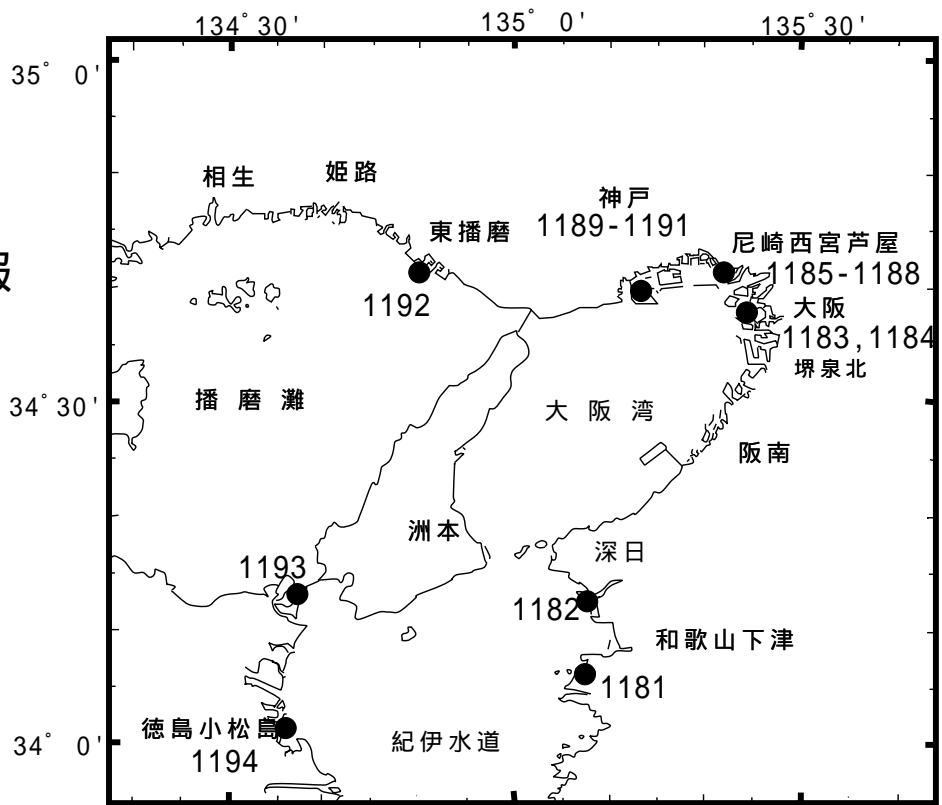 134° 30'
135° 0'
135° 30'
35° 0'
相生
姫路
神戸
1189-1191
東播磨
尼崎西宮芦屋
1185-1188
報
1192
大阪
1183,1184
堺泉北
34° 30'
播磨灘
大阪湾
阪南
洲本
深日
1193
1182
和歌山下津
1181
徳島小松島
紀伊水道
34° 0'
1194